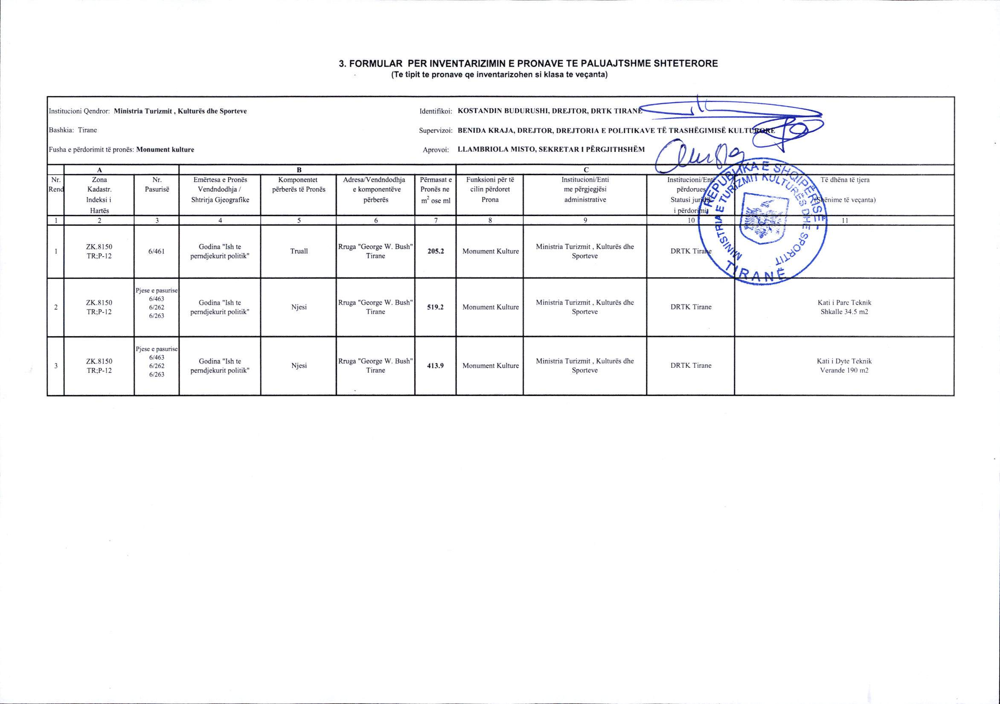 3. FORMULAR PER INVENTARIZIMIN E PRONAVE TE PALUAJTSHME SHTETERORE
(Te tipit te pronave qe inventarizohen si klasa te veçanta)
Institucioni Qendror: Ministria Turizmit , Kulturës dhe Sporteve
Identifikoi: KOSTANDIN BUDURUSHI, DREJTOR, DRTK TIRANË
Bashkia: Tirane
Supervizoi: BENIDA KRAJA, DREJTOR, DREJTORIA E POLITIKAVE TË TRASHËGIMISË KULTURORE
Fusha e përdorimit të pronës: Monument kulture
Aprovoi: LLAMBRIOLA MISTO, SEKRETAR I PËRGJITHSHËM
A B C
Nr.
Rend
Zona
Kadastr.
Indeksi i
Hartës
Nr.
Pasurisë
Emërtesa e Pronës
Vendndodhja /
Shtrirja Gjeografike
Komponentet
përberës të Pronës
Adresa/Vendndodhja
e komponentëve
përberës
Përmasat e
Pronës ne
m2 ose ml
Funksioni për të
cilin përdoret
Prona
Institucioni/Enti
me përgjegjësi
administrative
Institucioni/Enti
përdorues
Statusi juridik
i përdorimit
Të dhëna të tjera
(Shënime të veçanta)
1 2 3 4 5 6 7 8 9 10 11
1
ZK.8150
TR;P-12
6/461
Godina "Ish te
perndjekurit politik"
Truall
Rruga "George W. Bush"
Tirane
205.2
Monument Kulture
Ministria Turizmit , Kulturës dhe
Sporteve
DRTK Tirane
2
ZK.8150
TR;P-12
Pjese e pasurise
6/463
6/262
6/263
Godina "Ish te
perndjekurit politik"
Njesi
Rruga "George W. Bush"
Tirane
519.2
Monument Kulture
Ministria Turizmit , Kulturës dhe
Sporteve
DRTK Tirane
Kati i Pare Teknik
Shkalle 34.5 m2
3
ZK.8150
TR;P-12
Pjese e pasurise
6/463
6/262
6/263
Godina "Ish te
perndjekurit politik"
Njesi
Rruga "George W. Bush"
Tirane
413.9
Monument Kulture
Ministria Turizmit , Kulturës dhe
Sporteve
DRTK Tirane
Kati i Dyte Teknik
Verande 190 m2
- REPUBLIKA E SHQIPËRISË -
MINISTRIA E TURIZMIT KULTURËS DHE SPORTIT
TIRANË